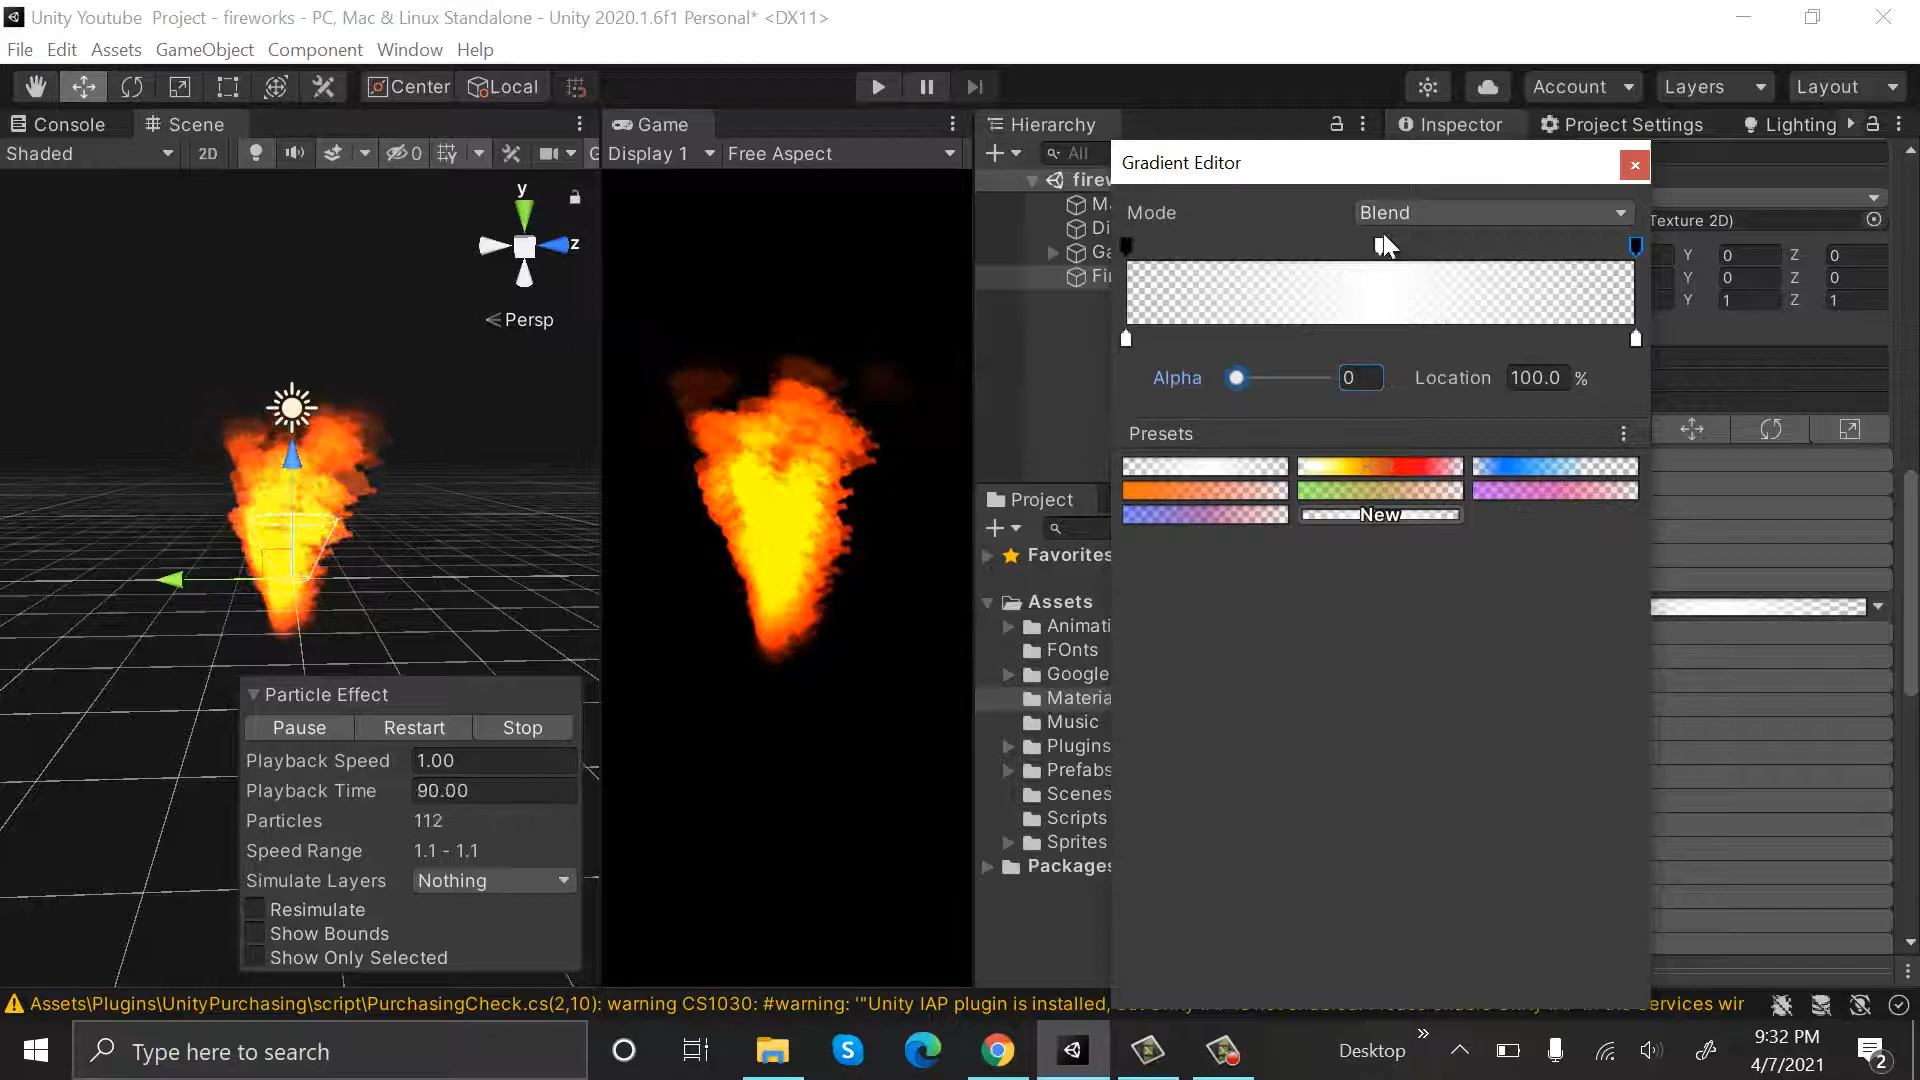 Unity Youtube Project - fireworks - PC, Mac & Linux Standalone - Unity 2020.1.6f1 Personal* <DX11>
File Edit Assets GameObject Component Window Help
Center Local Account Layers Layout
Console Scene Game Hierarchy Inspector Project Settings Lighting
Shaded 2D 0 Display 1 Free Aspect All
Gradient Editor
Mode Blend
Texture 2D)
Y 0 Z 0
Y 0 Z 0
Y 1 Z 1
y
z
Persp
Alpha 0 Location 100.0 %
Presets
HDR
New
Project
Favorites
Assets
Animati
FOnts
Google
Materia
Music
Plugins
Prefabs
Scenes
Scripts
Sprites
Packages
Particle Effect
Pause Restart Stop
Playback Speed 1.00
Playback Time 90.00
Particles 112
Speed Range 1.1 - 1.1
Simulate Layers Nothing
Resimulate
Show Bounds
Show Only Selected
Assets\Plugins\UnityPurchasing\script\PurchasingCheck.cs(2,10): warning CS1030: #warning: '"Unity IAP plugin is installed,
Type here to search
Desktop
9:32 PM
4/7/2021
2